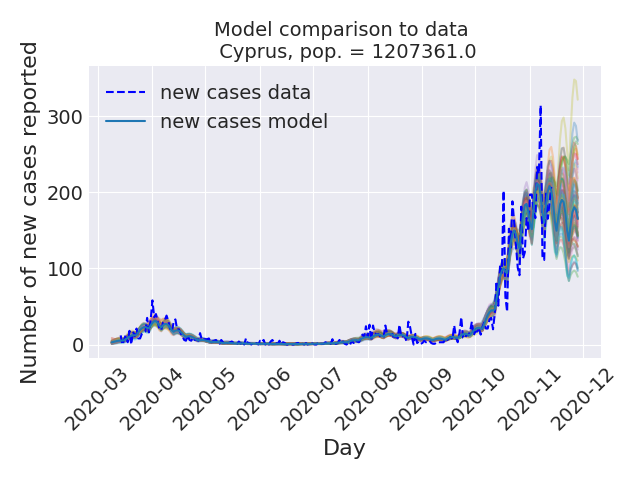 Model comparison to data
Cyprus, pop. = 1207361.0
Number of new cases reported
300
200
100
0
new cases data
new cases model
2020-03
2020-04
2020-05
2020-06
2020-07
2020-08
2020-09
2020-10
2020-11
2020-12
Day